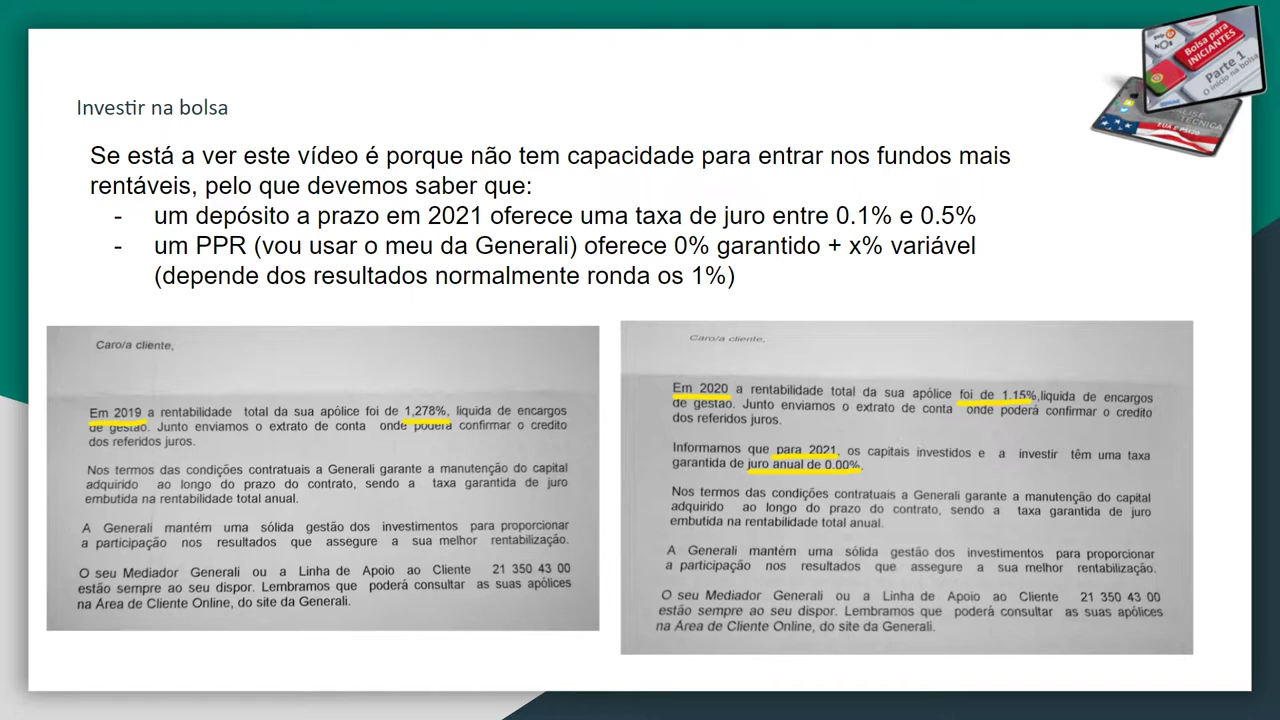 Bolsa para
INICIANTES
Parte 1
O início na bolsa
Investir na bolsa
Se está a ver este vídeo é porque não tem capacidade para entrar nos fundos mais
rentáveis, pelo que devemos saber que:
- um depósito a prazo em 2021 oferece uma taxa de juro entre 0.1% e 0.5%
- um PPR (vou usar o meu da Generali) oferece 0% garantido + x% variável
(depende dos resultados normalmente ronda os 1%)
Caro/a cliente,
Em 2019 a rentabilidade total da sua apólice foi de 1,278%, liquida de encargos
de gestão. Junto enviamos o extrato de conta onde poderá confirmar o credito
dos referidos juros.
Nos termos das condições contratuais a Generali garante a manutenção do capital
adquirido ao longo do prazo do contrato, sendo a taxa garantida de juro
embutida na rentabilidade total anual.
A Generali mantém uma sólida gestão dos investimentos para proporcionar
a participação nos resultados que assegure a sua melhor rentabilização.
O seu Mediador Generali ou a Linha de Apoio ao Cliente 21 350 43 00
estão sempre ao seu dispor. Lembramos que poderá consultar as suas apólices
na Área de Cliente Online, do site da Generali.
Caro/a cliente,
Em 2020 a rentabilidade total da sua apólice foi de 1.15%,liquida de encargos
de gestão. Junto enviamos o extrato de conta onde poderá confirmar o credito
dos referidos juros.
Informamos que para 2021, os capitais investidos e a investir têm uma taxa
garantida de juro anual de 0.00%.
Nos termos das condições contratuais a Generali garante a manutenção do capital
adquirido ao longo do prazo do contrato, sendo a taxa garantida de juro
embutida na rentabilidade total anual.
A Generali mantém uma sólida gestão dos investimentos para proporcionar
a participação nos resultados que assegure a sua melhor rentabilização.
O seu Mediador Generali ou a Linha de Apoio ao Cliente 21 350 43 00
estão sempre ao seu dispor. Lembramos que poderá consultar as suas apólices
na Área de Cliente Online, do site da Generali.